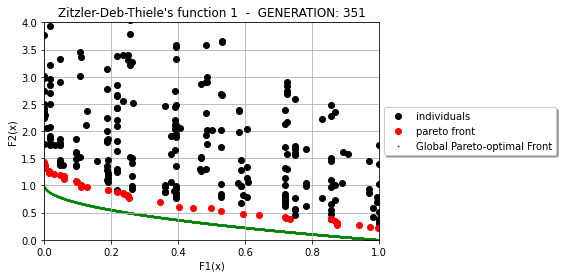 Zitzler-Deb-Thiele's function 1 - GENERATION: 351
4.0
3.5
3.0
2.5
2.0
1.5
1.0
0.5
0.0
F2(x)
0.0 0.2 0.4 0.6 0.8 1.0
F1(x)
individuals
pareto front
Global Pareto-optimal Front